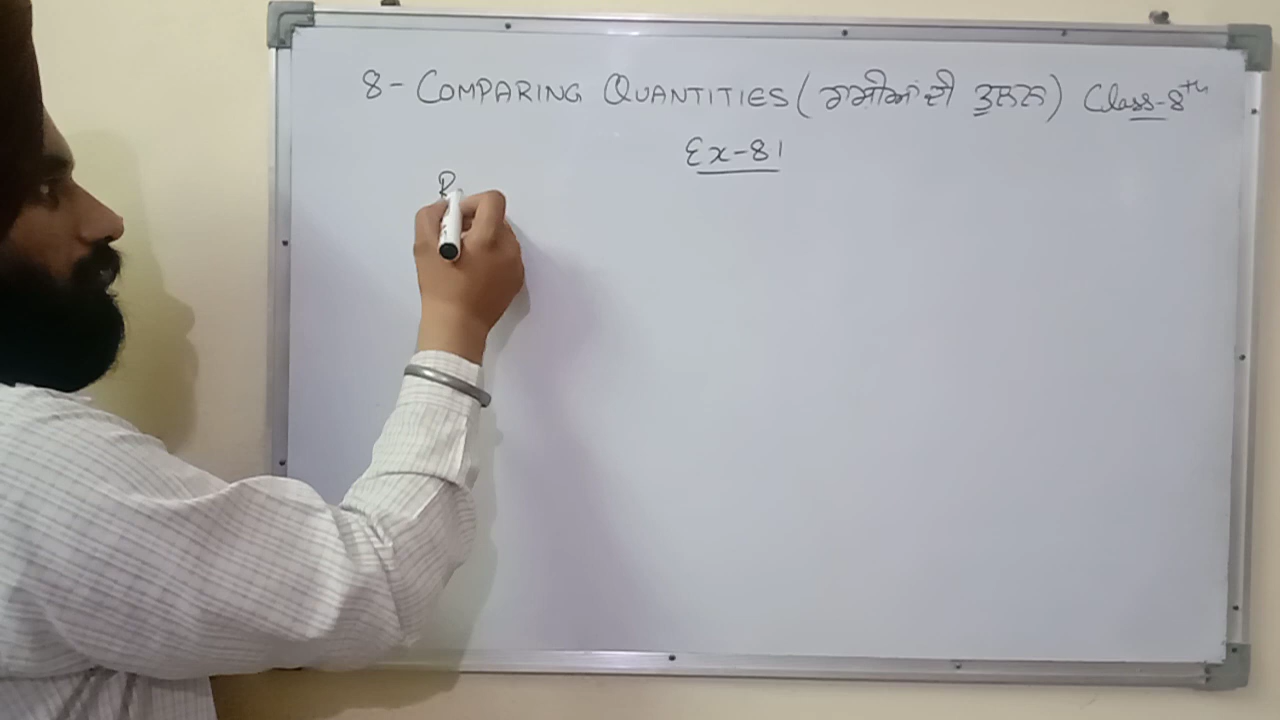 8- COMPARING QUANTITIES (ਰਾਸ਼ੀਆਂ ਦੀ ਤੁਲਨਾ) Class-8th
Ex-8.1
R